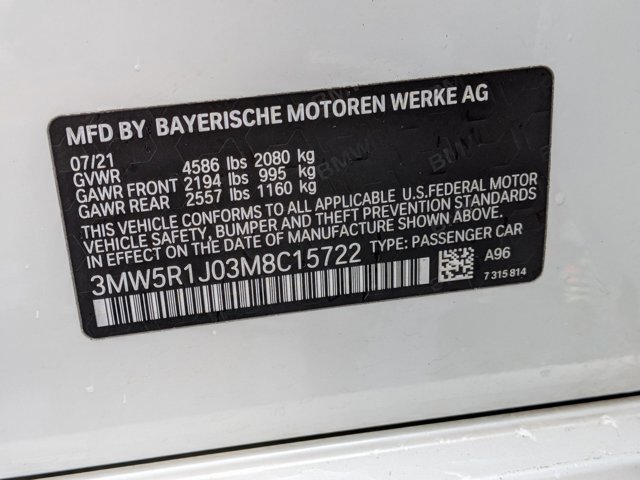 MFD BY BAYERISCHE MOTOREN WERKE AG
07/21
GVWR 4586 lbs 2080 kg
GAWR FRONT 2194 lbs 995 kg
GAWR REAR 2557 lbs 1160 kg
THIS VEHICLE CONFORMS TO ALL APPLICABLE U.S.FEDERAL MOTOR
VEHICLE SAFETY, BUMPER AND THEFT PREVENTION STANDARDS
IN EFFECT ON THE DATE OF MANUFACTURE SHOWN ABOVE.
3MW5R1J03M8C15722 TYPE: PASSENGER CAR
A96
7 315 814
BMW
BMW
BMW